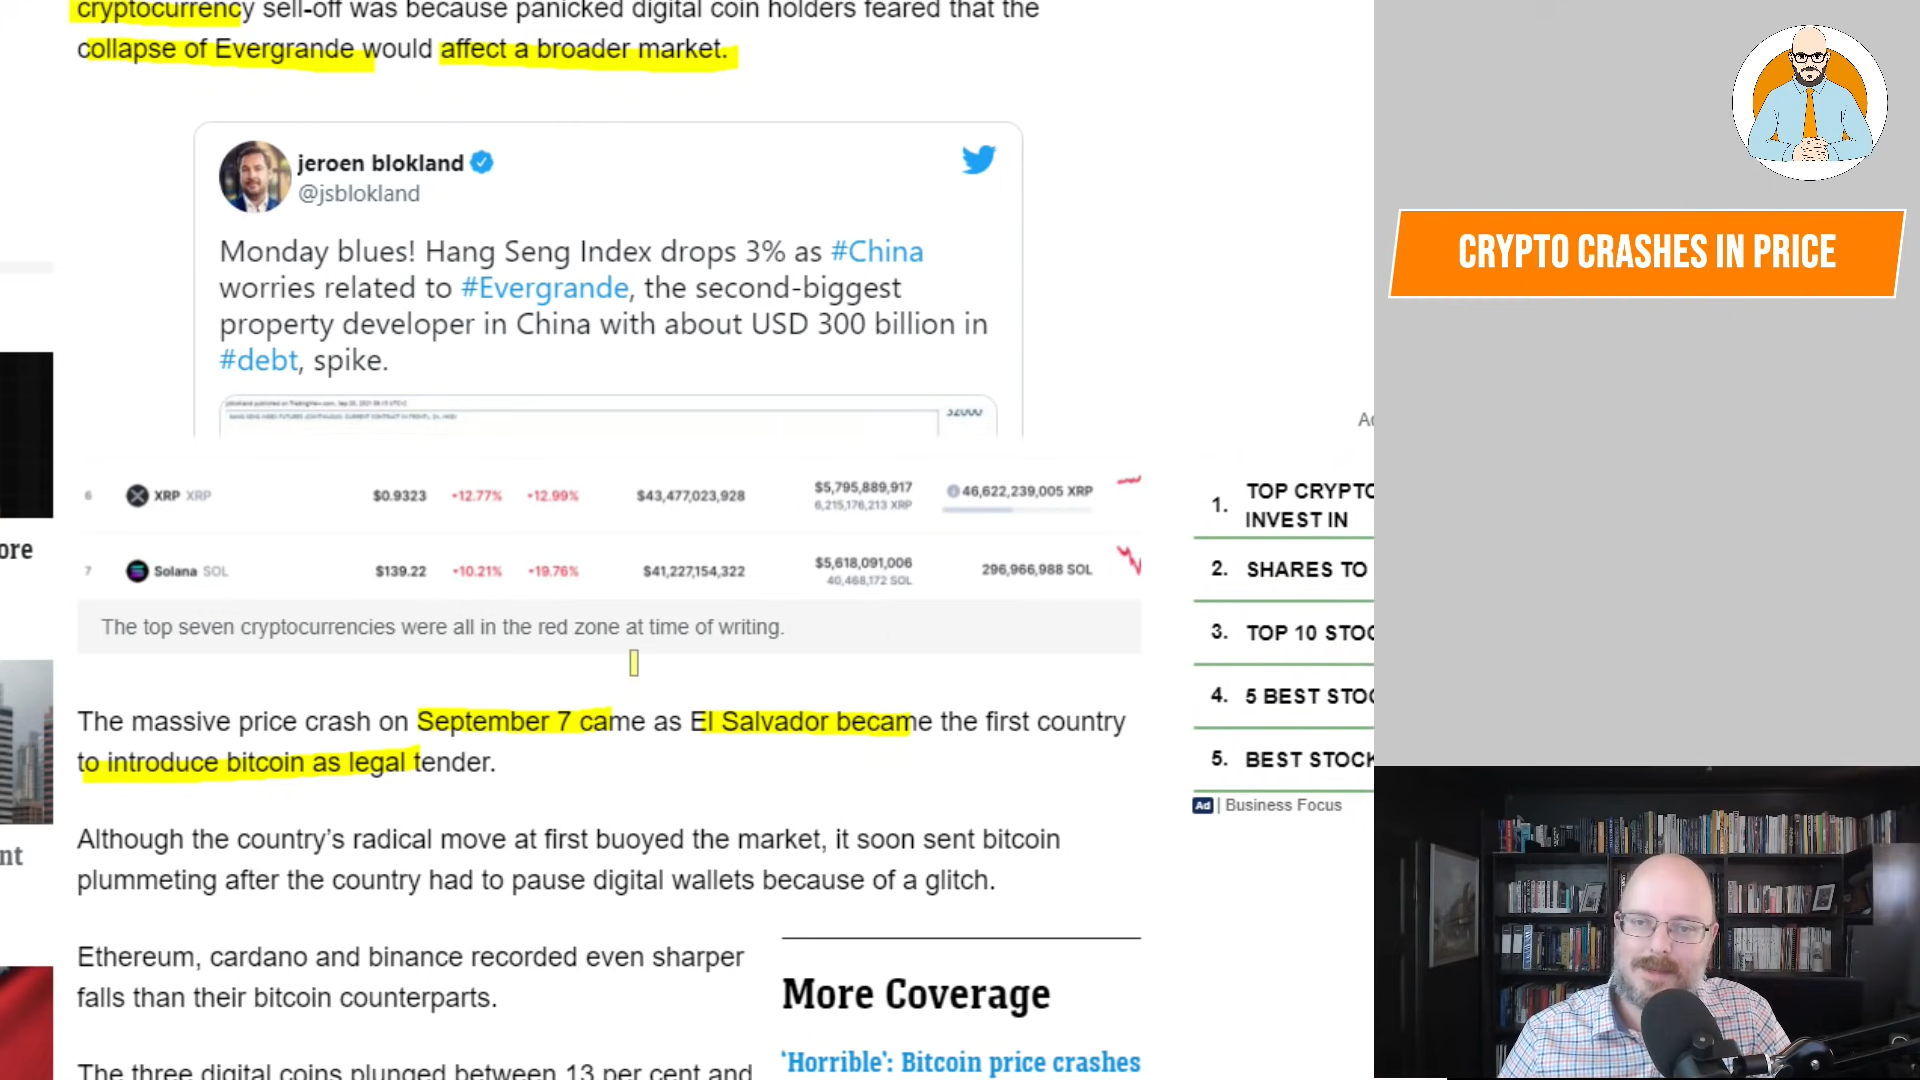 cryptocurrency sell-off was because panicked digital coin holders feared that the
collapse of Evergrande would affect a broader market.
jeroen blokland
@jsblokland
Monday blues! Hang Seng Index drops 3% as #China
worries related to #Evergrande, the second-biggest
property developer in China with about USD 300 billion in
#debt, spike.
32000
6 XRP XRP $0.9323 12.77% 12.99% $43,477,023,928 $5,795,889,917 46,622,239,005 XRP
6,215,176,213 XRP
7 Solana SOL $139.22 10.21% 19.76% $41,227,154,322 $5,618,091,006 296,966,988 SOL
40,468,172 SOL
The top seven cryptocurrencies were all in the red zone at time of writing.
The massive price crash on September 7 came as El Salvador became the first country
to introduce bitcoin as legal tender.
Although the country's radical move at first buoyed the market, it soon sent bitcoin
plummeting after the country had to pause digital wallets because of a glitch.
Ethereum, cardano and binance recorded even sharper
falls than their bitcoin counterparts.
The three digital coins plunged between 13 per cent and
More Coverage
'Horrible': Bitcoin price crashes
ore
nt
1. TOP CRYPTO
INVEST IN
2. SHARES TO
3. TOP 10 STOC
4. 5 BEST STOC
5. BEST STOCK
Ad | Business Focus
CRYPTO CRASHES IN PRICE